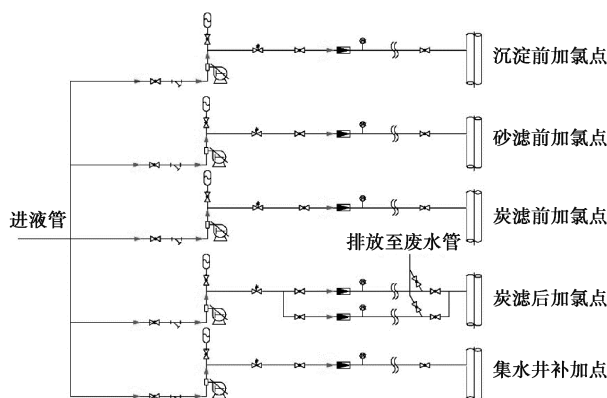 沉淀前加氯点
砂滤前加氯点
炭滤前加氯点
进液管
排放至废水管
炭滤后加氯点
集水井补加点